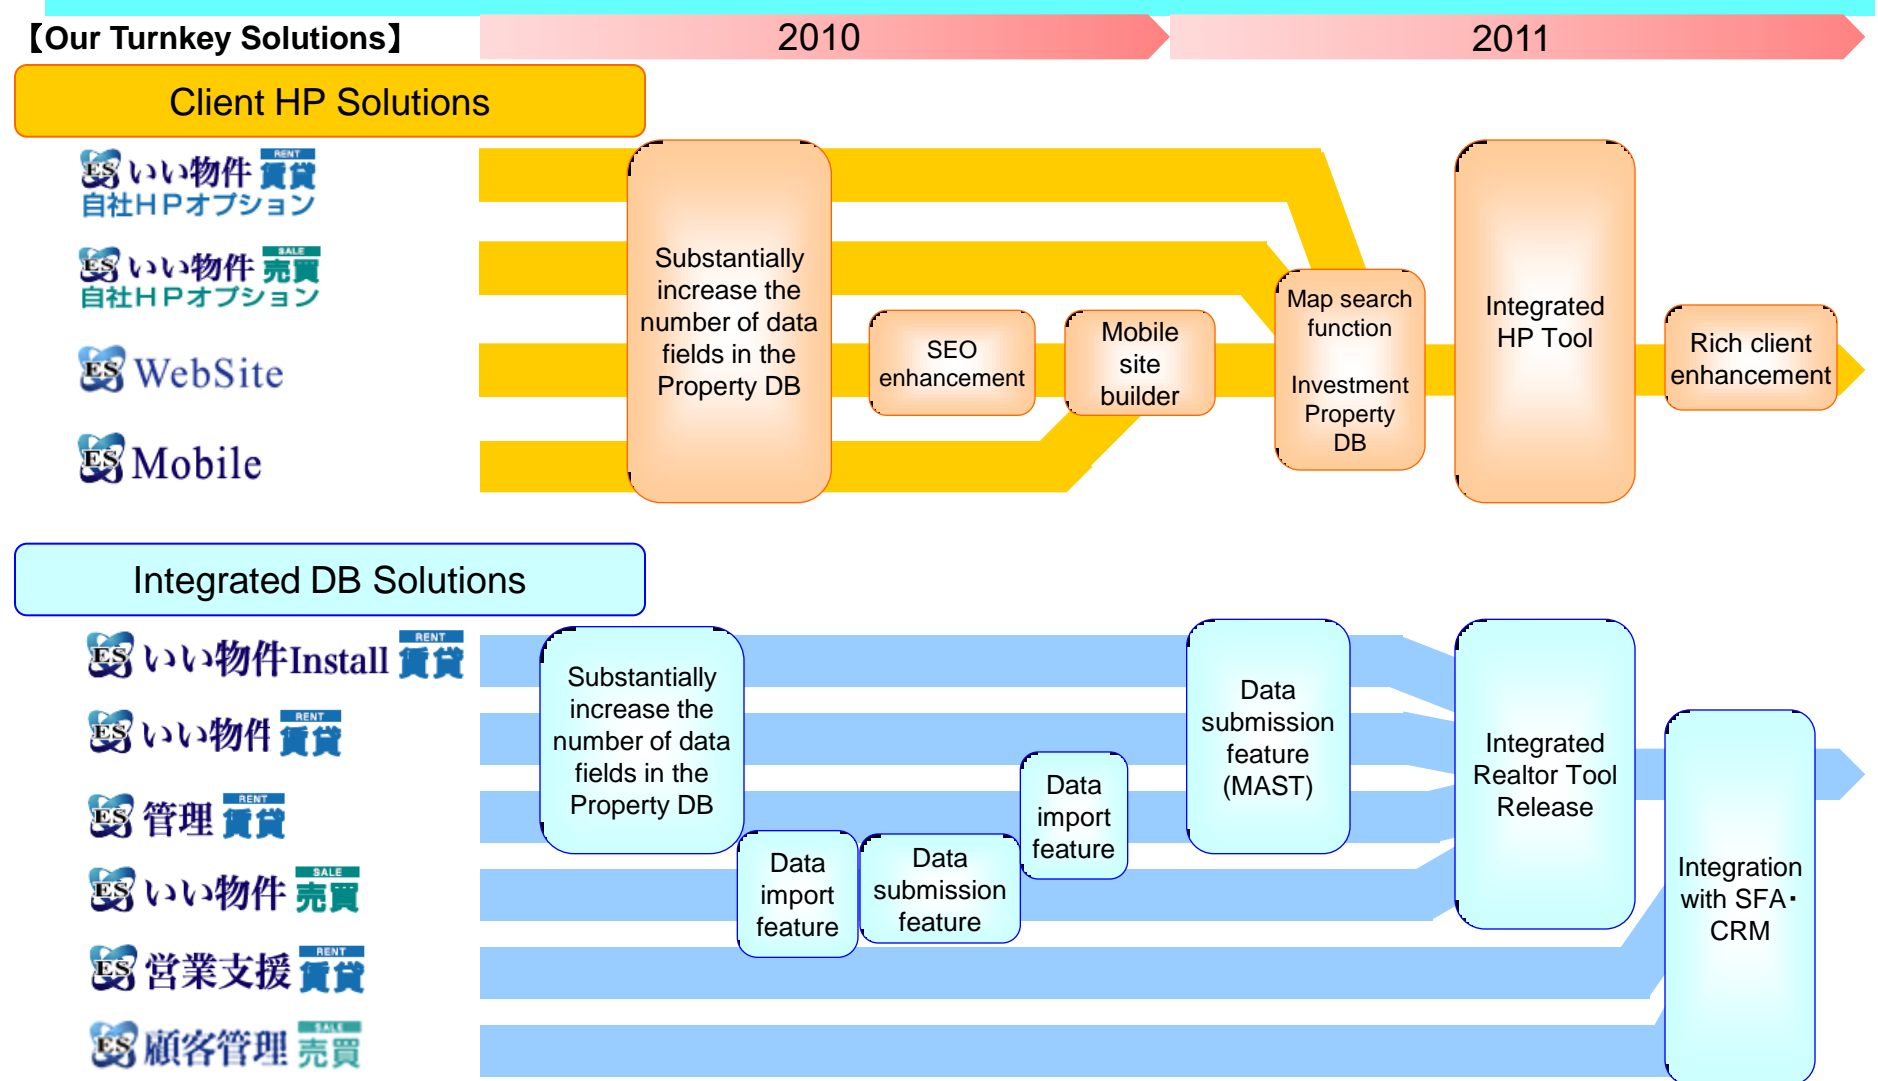 【Our Turnkey Solutions】
2010
2011
Client HP Solutions
ES いい物件 RENT 賃貸
自社HPオプション
ES いい物件 SALE 売買
自社HPオプション
ES WebSite
ES Mobile
Substantially
increase the
number of data
fields in the
Property DB
SEO
enhancement
Mobile
site
builder
Map search
function
Investment
Property
DB
Integrated
HP Tool
Rich client
enhancement
Integrated DB Solutions
ES いい物件Install RENT 賃貸
ES いい物件 RENT 賃貸
ES 管理 RENT 賃貸
ES いい物件 SALE 売買
ES 営業支援 RENT 賃貸
ES 顧客管理 SALE 売買
Substantially
increase the
number of data
fields in the
Property DB
Data
import
feature
Data
submission
feature
Data
import
feature
Data
submission
feature
(MAST)
Integrated
Realtor Tool
Release
Integration
with SFA・
CRM